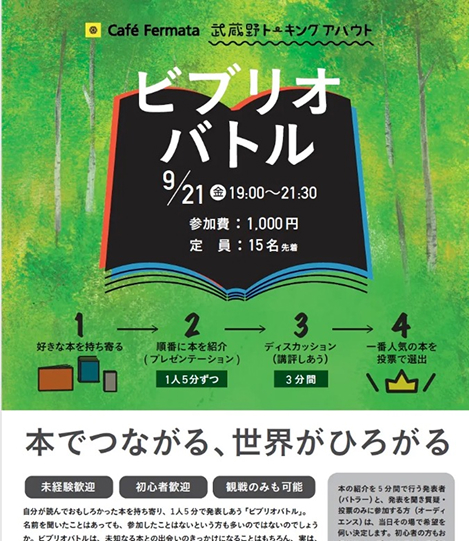 Café Fermata 武蔵野トーキングアバウト
ビブリオ
バトル
9/21 金 19:00〜21:30
参加費：1,000円
定 員：15名先着
1 → 2 → 3 → 4
好きな本を持ち寄る
順番に本を紹介
(プレゼンテーション)
1人5分ずつ
ディスカッション
(講評しあう)
3分間
一番人気の本を
投票で選出
本でつながる、世界がひろがる
未経験歓迎 初心者歓迎 観戦のみも可能
自分が読んでおもしろかった本を持ち寄り、1人5分で発表しあう「ビブリオバトル」。
名前を聞いたことはあっても、参加したことはないという方も多いのではないのでしょう
か。ビブリオバトルは、未知なる本との出会いのきっかけになることはもちろん、実は、
本の紹介を5分間で行う発表者
(バトラー)と、発表を聞き質疑・
投票のみに参加する方（オーディ
エンス)は、当日その場で希望を
伺い決定します。初心者の方もお